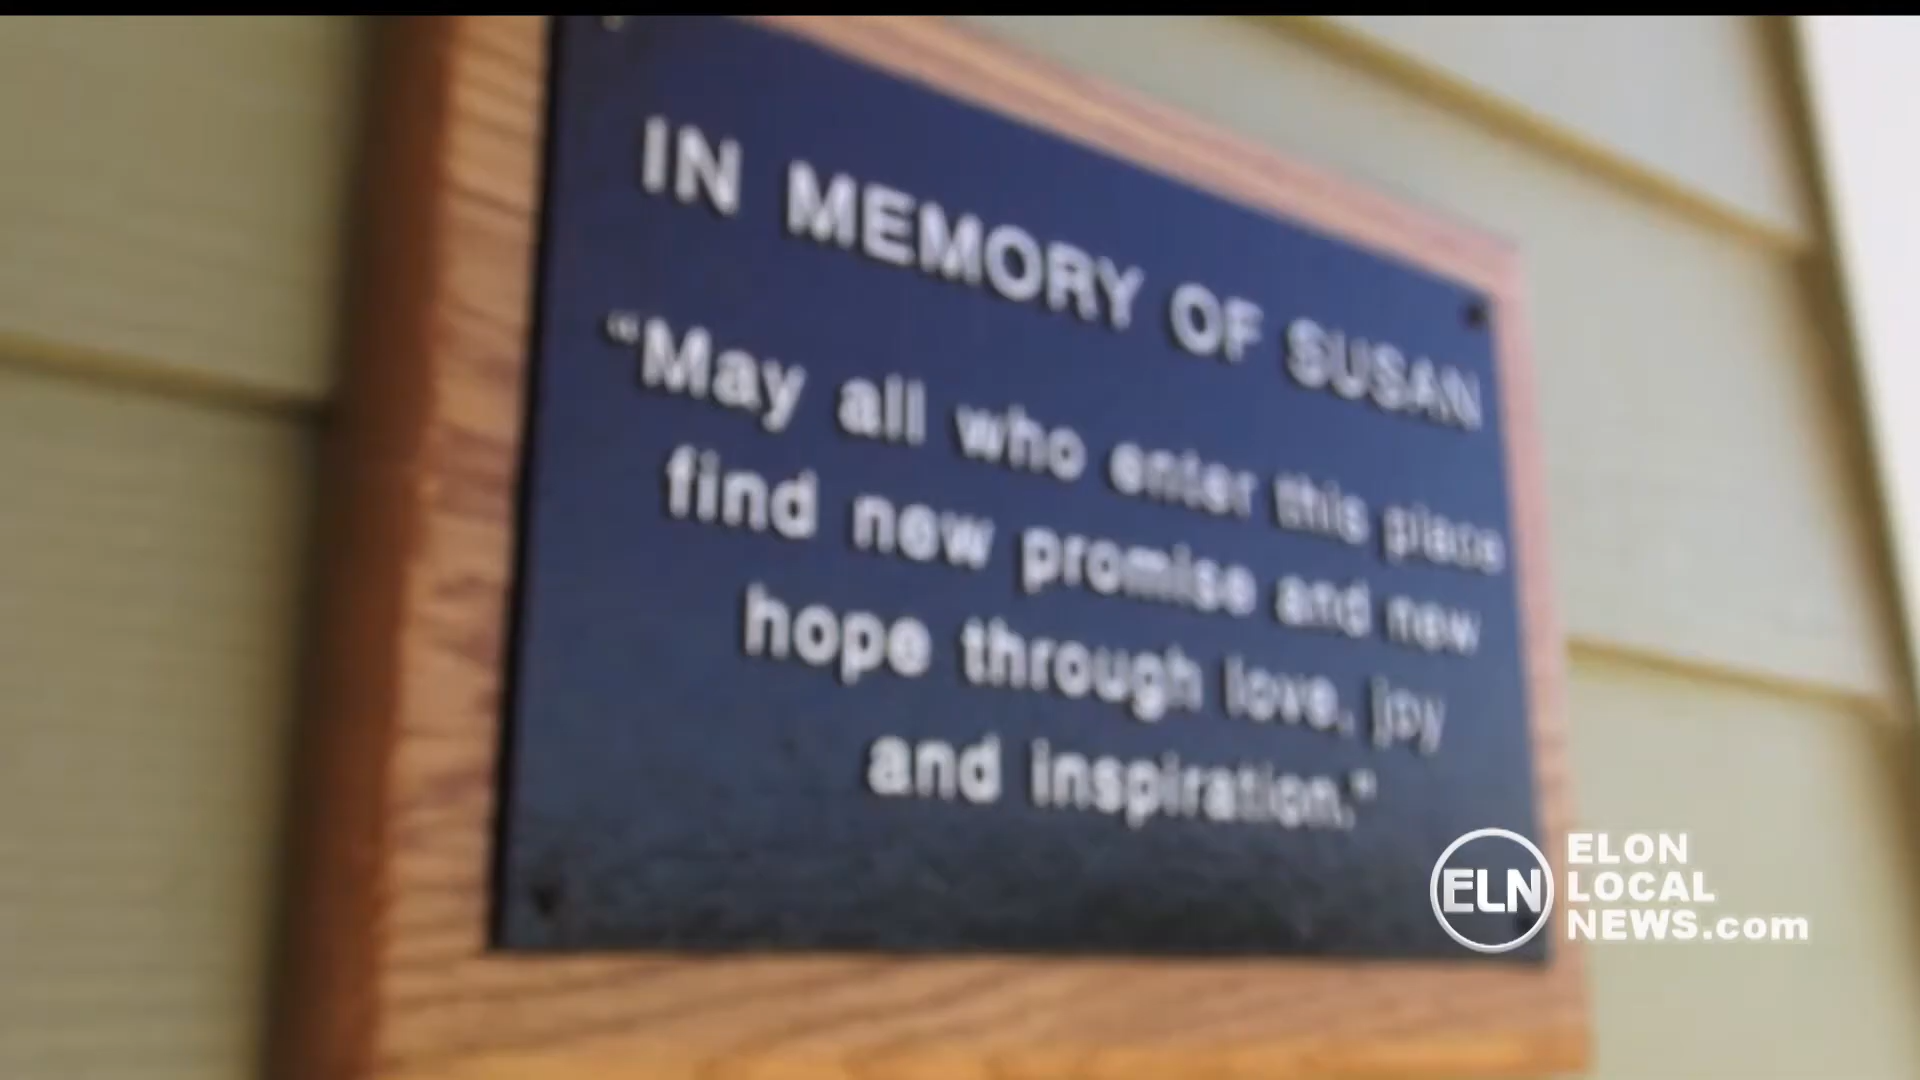 IN MEMORY OF SUSAN
“May all who enter this place
find new promise and new
hope through love, joy
and inspiration.”
ELN
ELON
LOCAL
NEWS.com